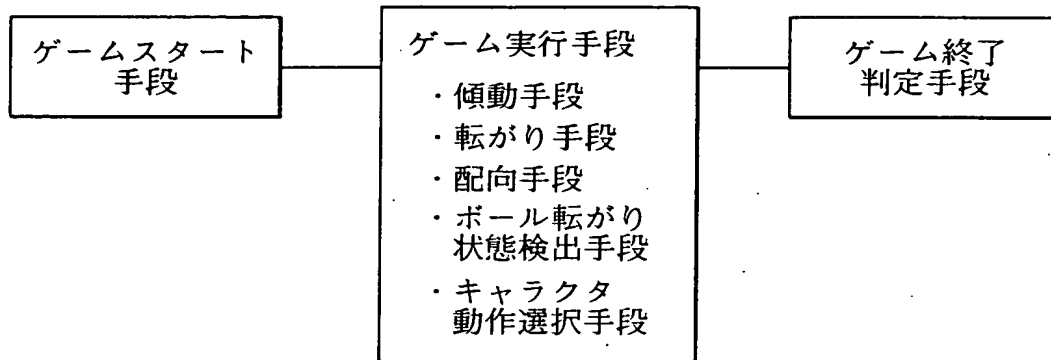 ゲームスタート
手段
ゲーム実行手段
・傾動手段
・転がり手段
・配向手段
・ボール転がり
状態検出手段
・キャラクタ
動作選択手段
ゲーム終了
判定手段